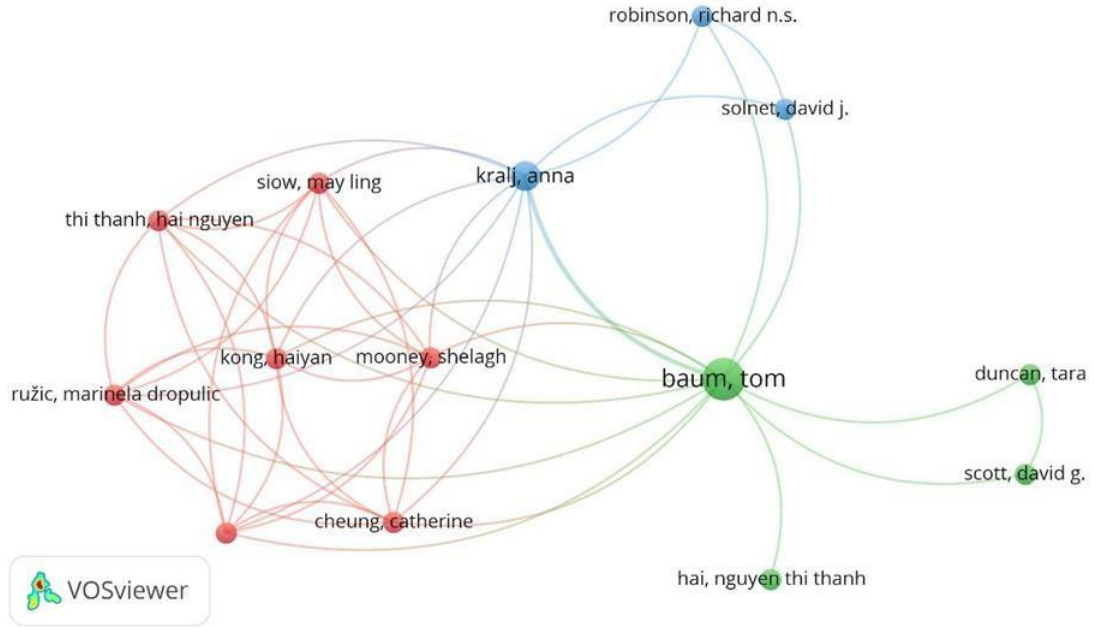 robinson, richard n.s.
solnet, david j.
kralj, anna
siow, may ling
thi thanh, hai nguyen
kong, haiyan
mooney, shelagh
baum, tom
duncan, tara
ružic, marinela dropulic
scott, david g.
cheung, catherine
hai, nguyen thi thanh
VOSviewer